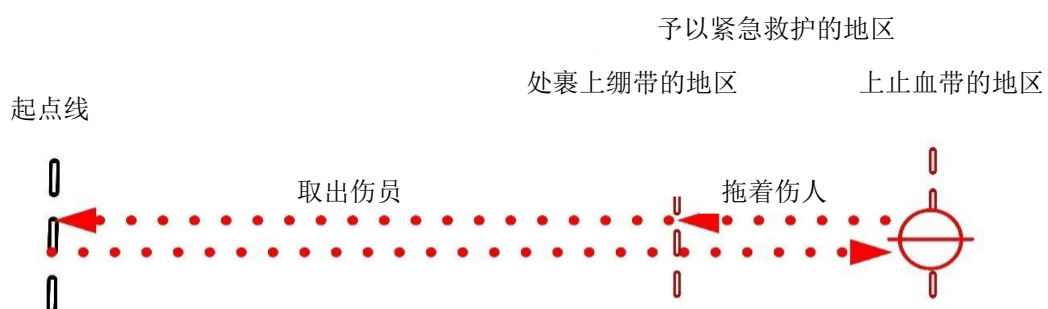 予以紧急救护的地区
处裹上绷带的地区
上止血带的地区
起点线
取出伤员
拖着伤人